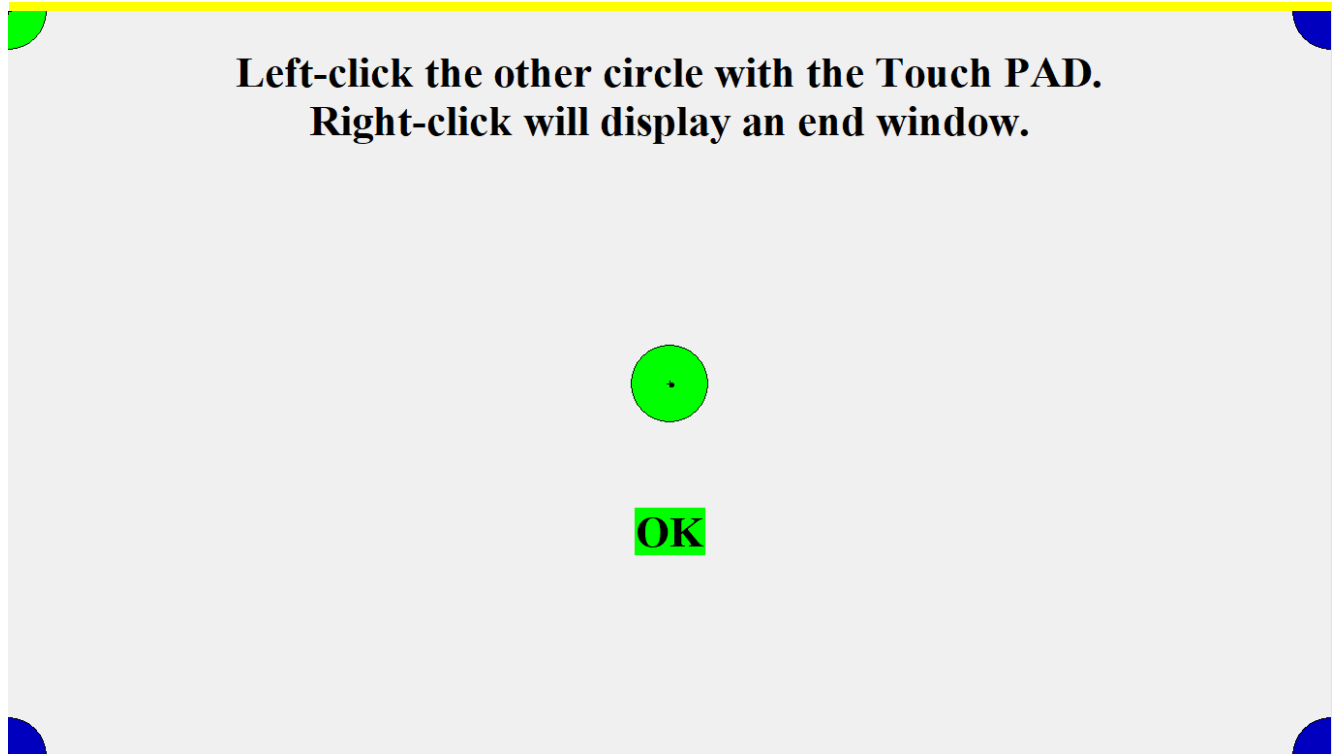 Left-click the other circle with the Touch PAD.
Right-click will display an end window.
OK